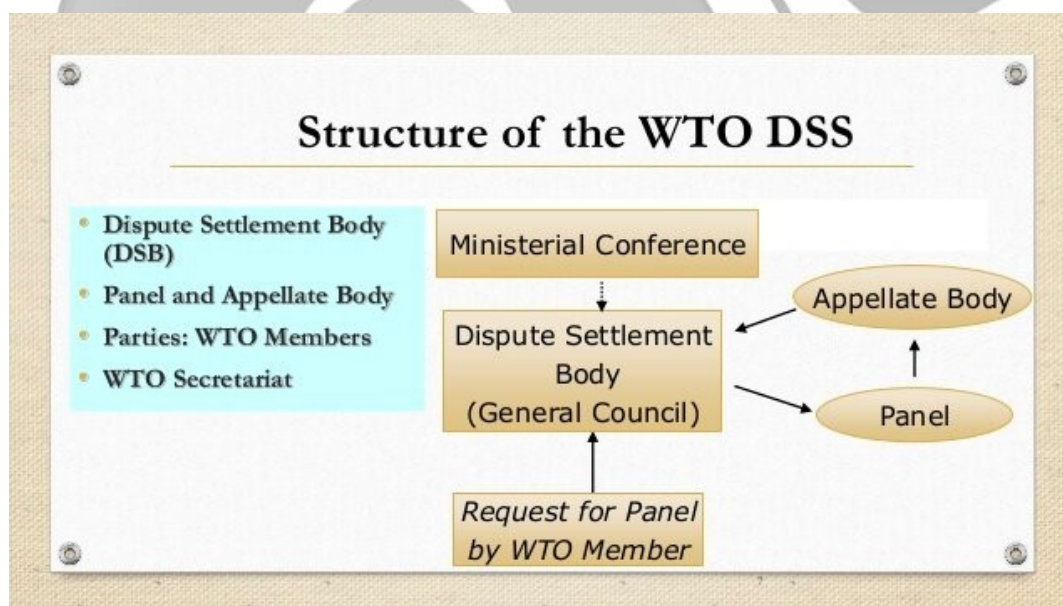 Structure of the WTO DSS
Dispute Settlement Body
(DSB)
Panel and Appellate Body
Parties: WTO Members
WTO Secretariat
Ministerial Conference
Dispute Settlement
Body
(General Council)
Appellate Body
Panel
Request for Panel
by WTO Member